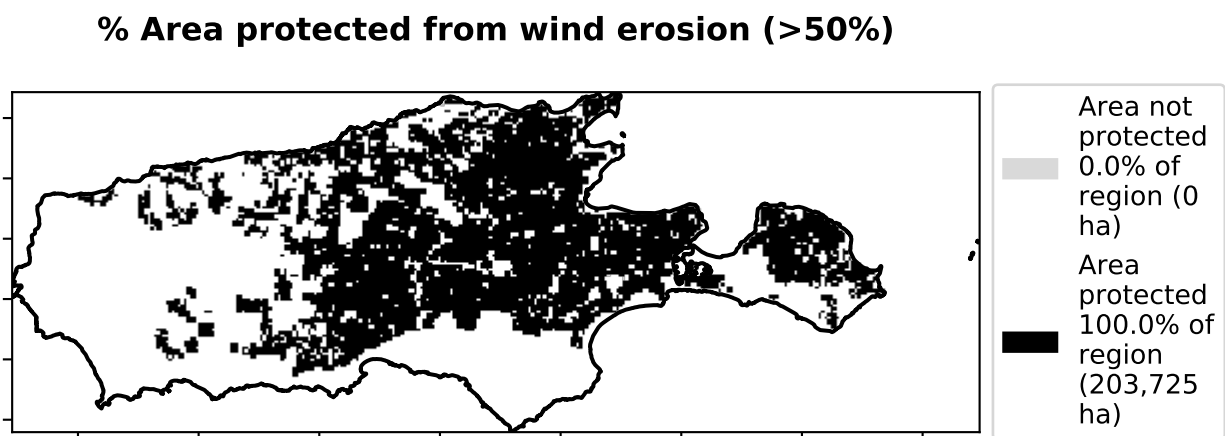 % Area protected from wind erosion (>50%)
Area not
protected
0.0% of
region (0
ha)
Area
protected
100.0% of
region
(203,725
ha)